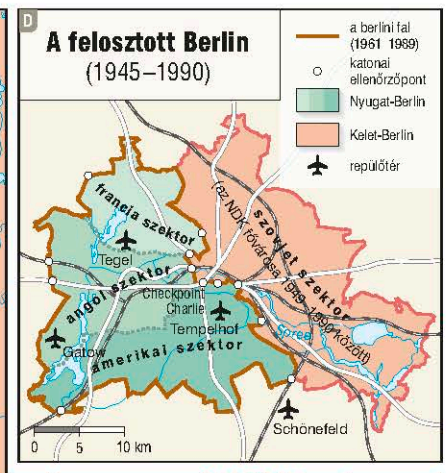 D
A felosztott Berlin
(1945–1990)
a berlini fal
(1961–1989)
katonai
ellenőrzőpont
Nyugat-Berlin
Kelet-Berlin
repülőtér
francia szektor
Tegel
szovjet szektor
(az NDK fővárosa 1949–1990 között)
angol szektor
Checkpoint
Charlie
Tempelhof
Spree
Gatow
amerikai szektor
Schönefeld
0 5 10 km